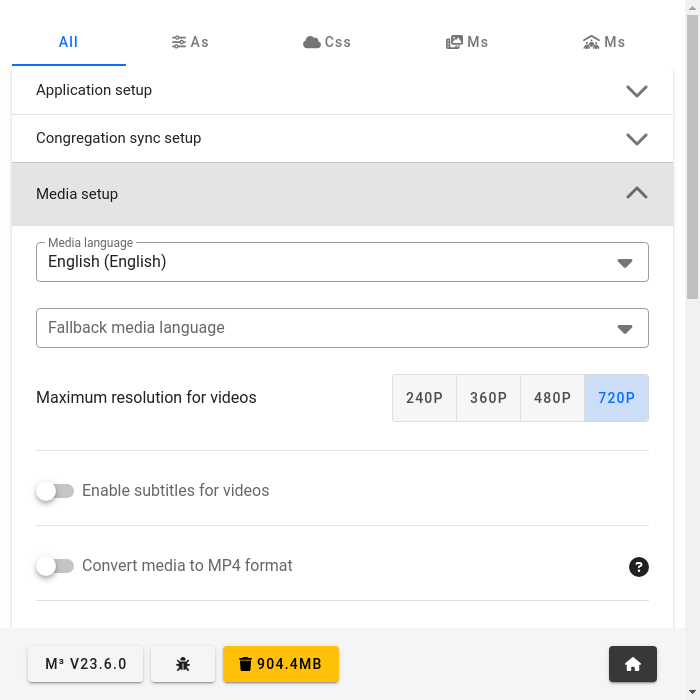 All As Css Ms Ms
Application setup
Congregation sync setup
Media setup
Media language
English (English)
Fallback media language
Maximum resolution for videos 240P 360P 480P 720P
Enable subtitles for videos
Convert media to MP4 format ?
M³ V23.6.0 904.4MB